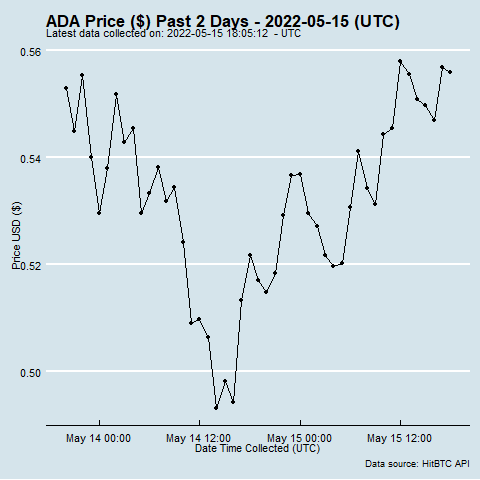 ADA Price ($) Past 2 Days - 2022-05-15 (UTC)
Latest data collected on: 2022-05-15 18:05:12  - UTC
0.56
0.54
0.52
0.50
Price USD ($)
May 14 00:00 May 14 12:00 May 15 00:00 May 15 12:00
Date Time Collected (UTC)
Data source: HitBTC API